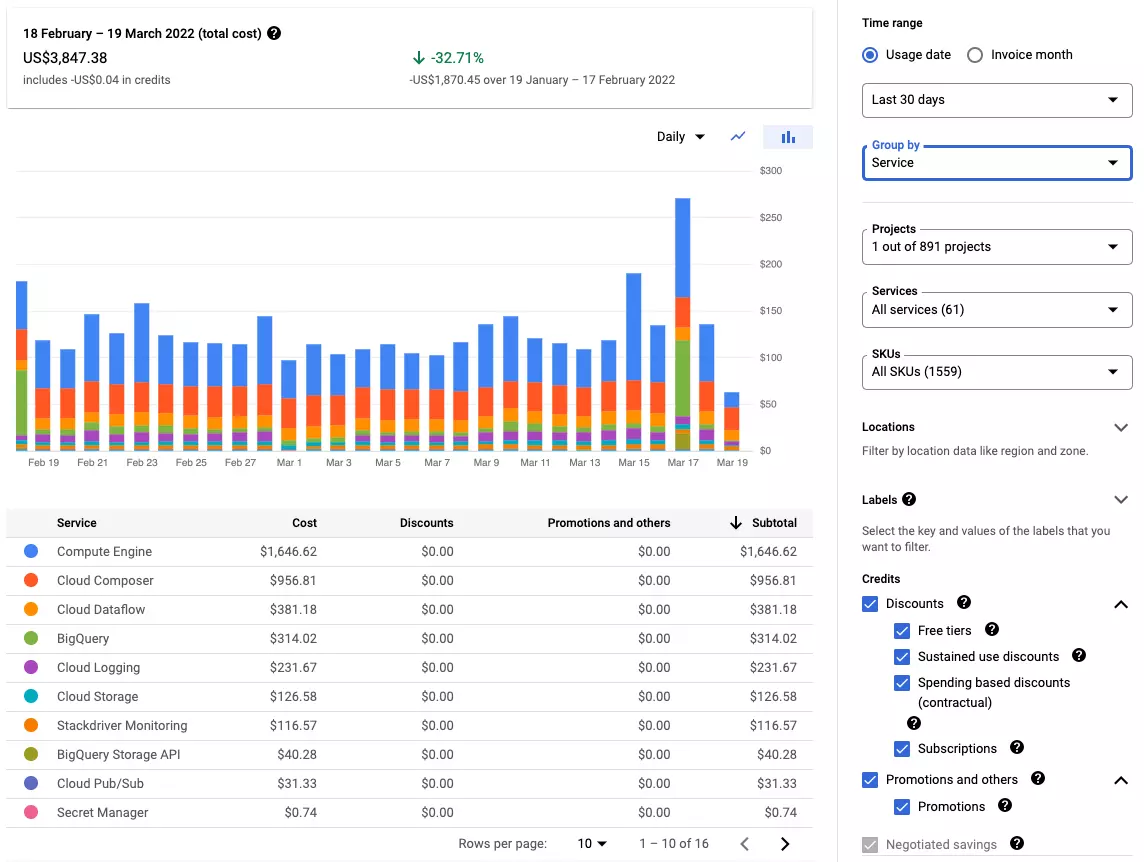 18 February – 19 March 2022 (total cost)
US$3,847.38
includes -US$0.04 in credits
-32.71%
-US$1,870.45 over 19 January – 17 February 2022
Daily
$300
$250
$200
$150
$100
$50
$0
Feb 19 Feb 21 Feb 23 Feb 25 Feb 27 Mar 1 Mar 3 Mar 5 Mar 7 Mar 9 Mar 11 Mar 13 Mar 15 Mar 17 Mar 19
Service Cost Discounts Promotions and others Subtotal
Compute Engine $1,646.62 $0.00 $0.00 $1,646.62
Cloud Composer $956.81 $0.00 $0.00 $956.81
Cloud Dataflow $381.18 $0.00 $0.00 $381.18
BigQuery $314.02 $0.00 $0.00 $314.02
Cloud Logging $231.67 $0.00 $0.00 $231.67
Cloud Storage $126.58 $0.00 $0.00 $126.58
Stackdriver Monitoring $116.57 $0.00 $0.00 $116.57
BigQuery Storage API $40.28 $0.00 $0.00 $40.28
Cloud Pub/Sub $31.33 $0.00 $0.00 $31.33
Secret Manager $0.74 $0.00 $0.00 $0.74
Rows per page: 10 1 – 10 of 16
Time range
Usage date Invoice month
Last 30 days
Group by
Service
Projects
1 out of 891 projects
Services
All services (61)
SKUs
All SKUs (1559)
Locations
Filter by location data like region and zone.
Labels
Select the key and values of the labels that you
want to filter.
Credits
Discounts
Free tiers
Sustained use discounts
Spending based discounts
(contractual)
Subscriptions
Promotions and others
Promotions
Negotiated savings